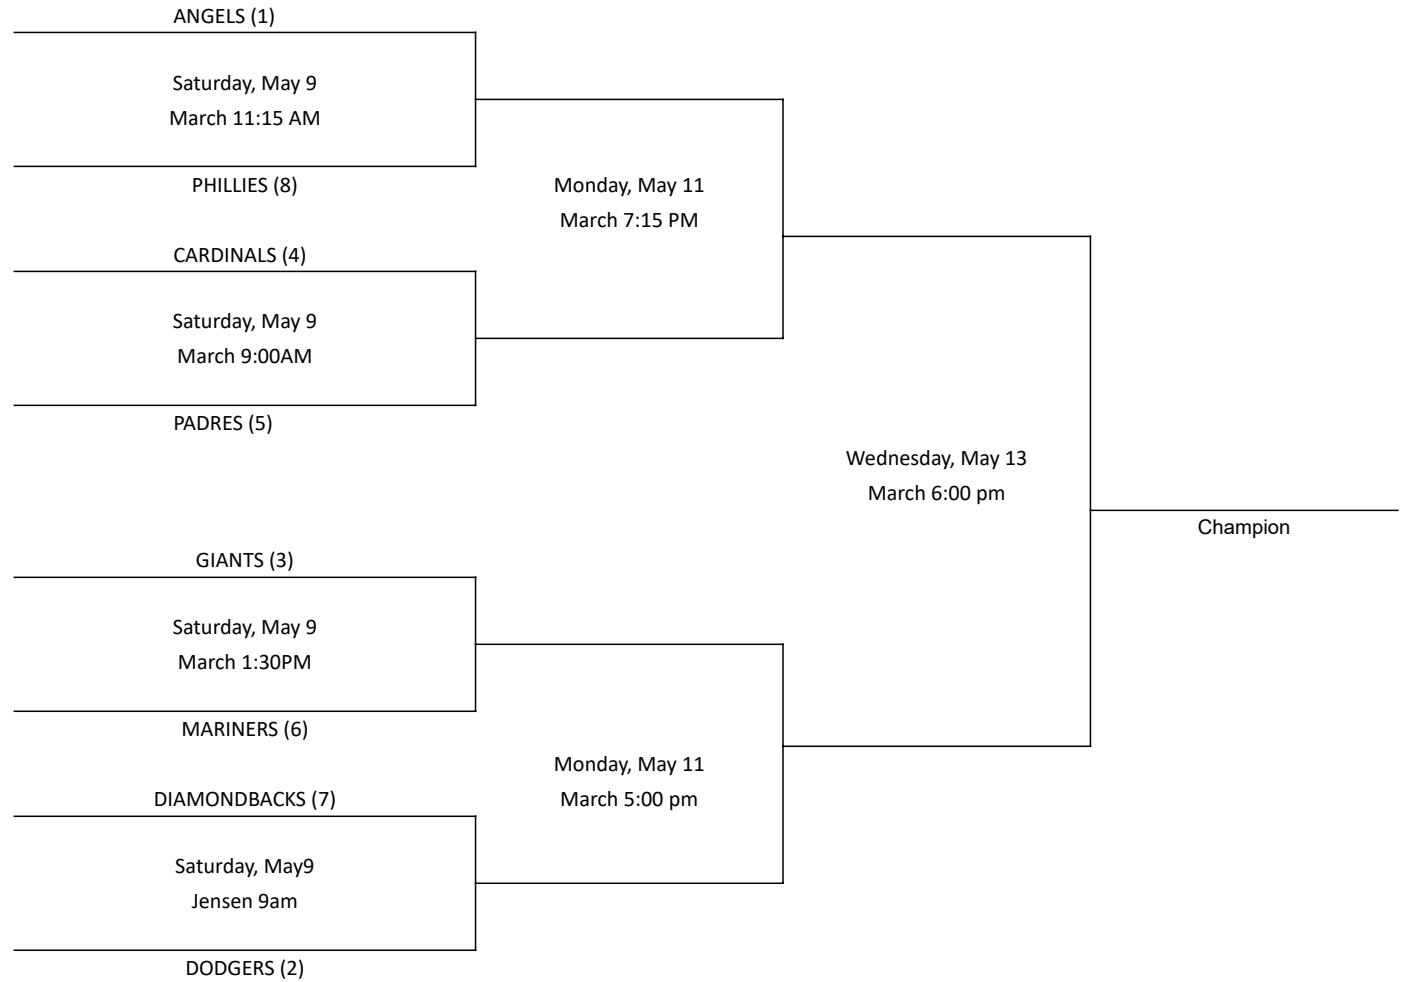 ANGELS (1)
Saturday, May 9
March 11:15 AM
PHILLIES (8)
Monday, May 11
March 7:15 PM
CARDINALS (4)
Saturday, May 9
March 9:00AM
PADRES (5)
Wednesday, May 13
March 6:00 pm
Champion
GIANTS (3)
Saturday, May 9
March 1:30PM
MARINERS (6)
Monday, May 11
March 5:00 pm
DIAMONDBACKS (7)
Saturday, May9
Jensen 9am
DODGERS (2)